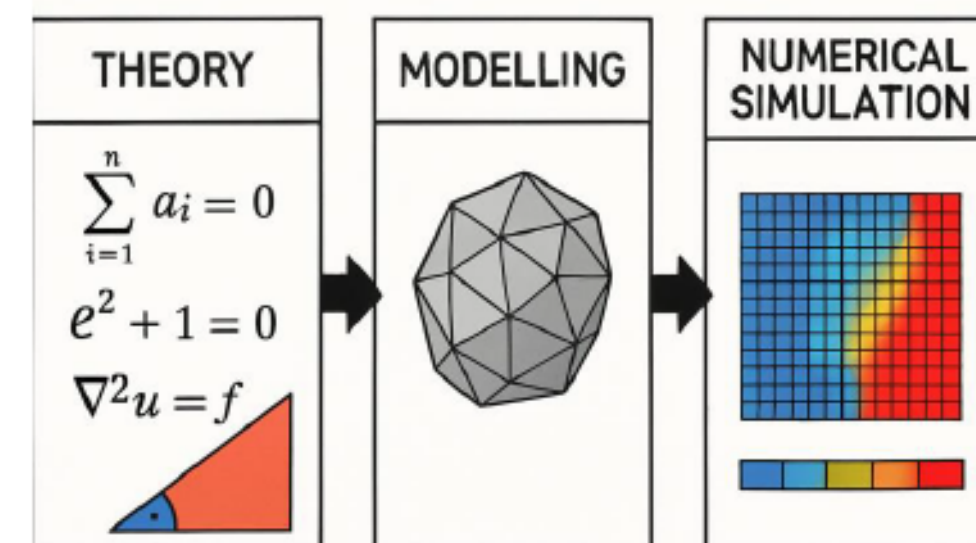 THEORY
n
∑ aᵢ = 0
i=1
e² + 1 = 0
∇²u = f
MODELLING
NUMERICAL
SIMULATION